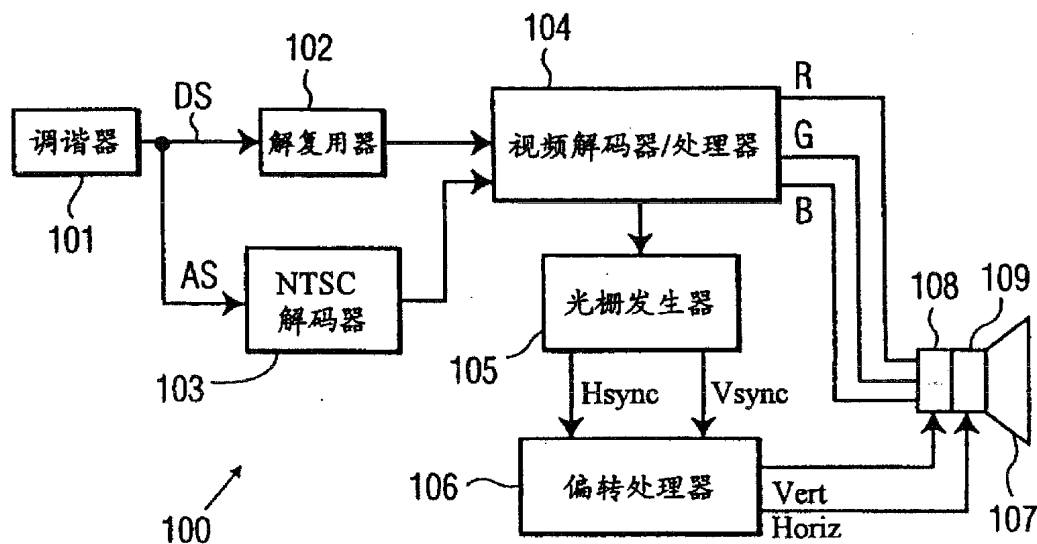 104
102
R
DS
G
调谐器
解复用器
视频解码器/处理器
B
101
AS
NTSC
解码器
103
光栅发生器
105
108
109
Hsync
Vsync
106
偏转处理器
Vert
Horiz
107
100